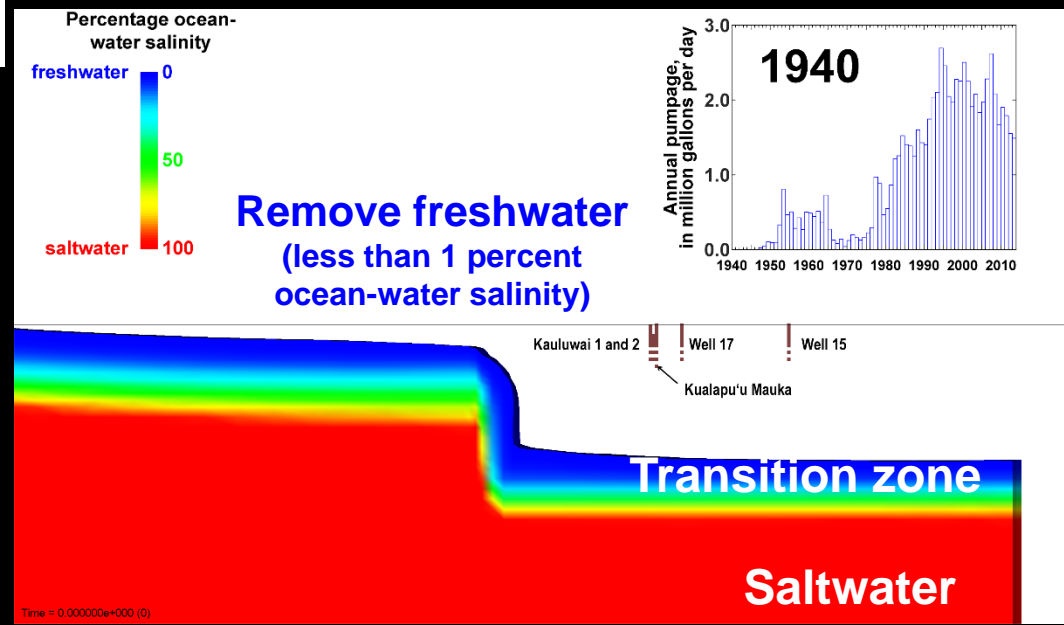 Percentage ocean-
water salinity
freshwater 0
50
saltwater 100
Remove freshwater
(less than 1 percent
ocean-water salinity)
Annual pumpage,
in million gallons per day
3.0
2.0
1.0
0.0
1940
1940 1950 1960 1970 1980 1990 2000 2010
Kauluwai 1 and 2
Well 17
Well 15
Kualapu‘u Mauka
Transition zone
Saltwater
Time = 0.000000e+000 (0)